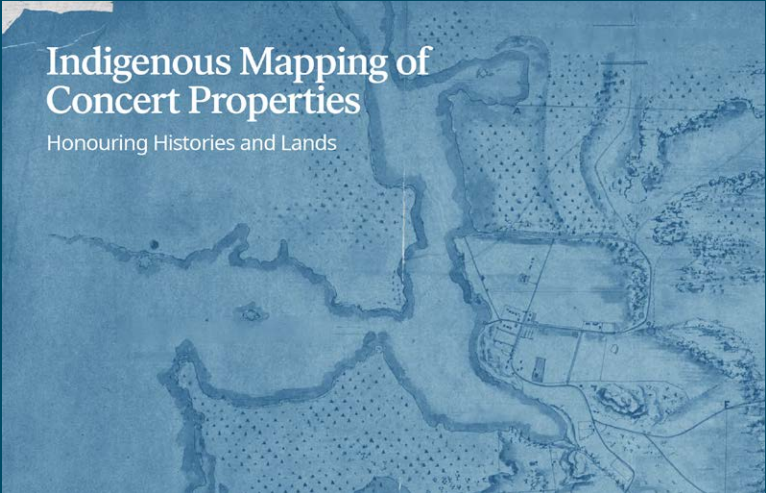 Indigenous Mapping of
Concert Properties
Honouring Histories and Lands